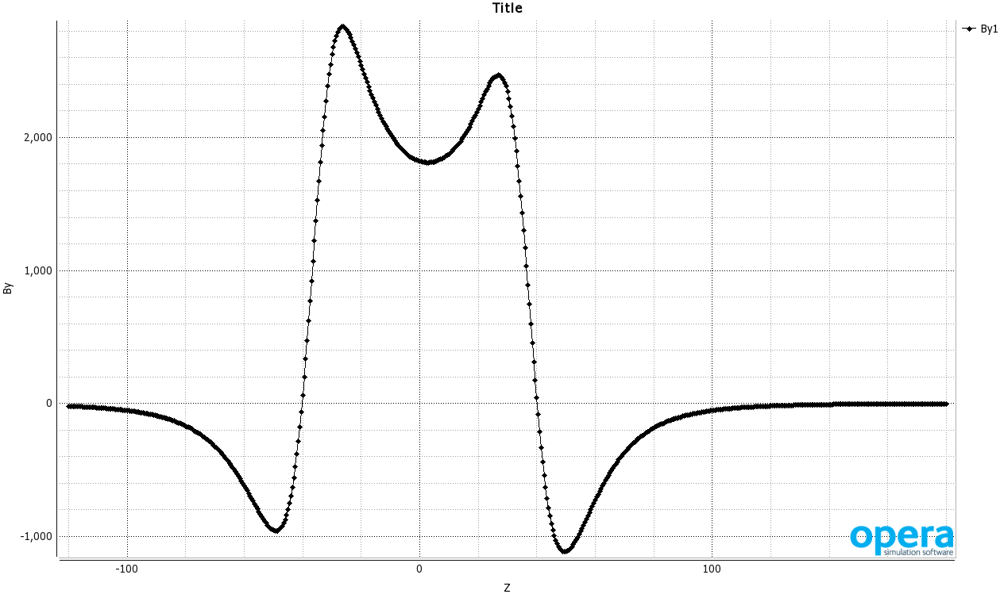 Title
By1
2,000
1,000
By
0
-1,000
opera
simulation software
-100 0 100
Z